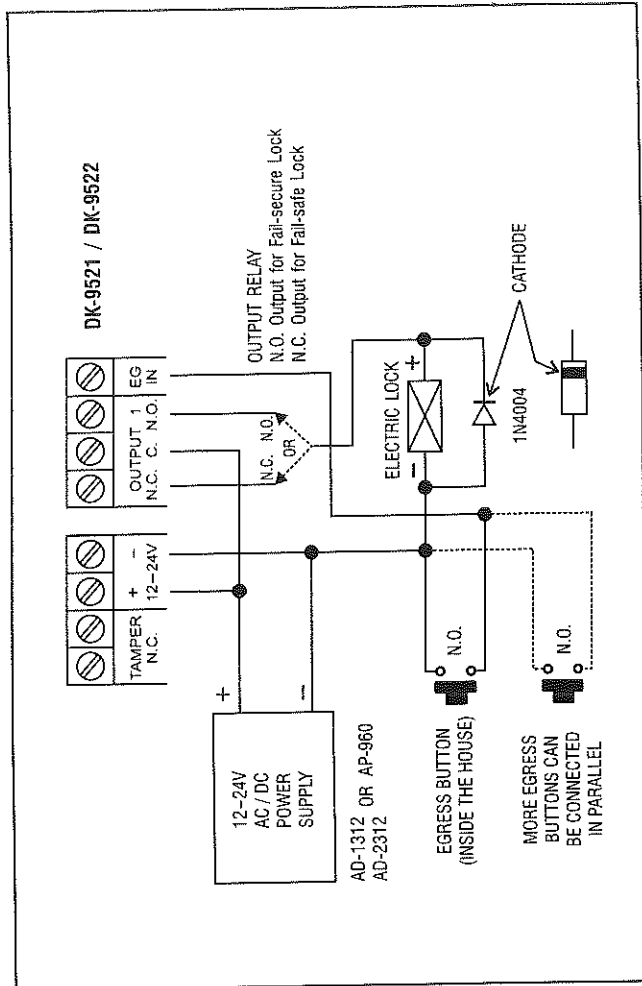 DK-9521 / DK-9522
TAMPER
N.C.
+ –
12–24V
OUTPUT 1
N.C. C. N.O.
EG
IN
OUTPUT RELAY
N.O. Output for Fail-secure Lock
N.C. Output for Fail-safe Lock
N.C. N.O.
OR
+
–
12–24V
AC / DC
POWER
SUPPLY
AD-1312 OR AP-960
AD-2312
ELECTRIC LOCK
– +
1N4004
CATHODE
EGRESS BUTTON
(INSIDE THE HOUSE)
N.O.
MORE EGRESS
BUTTONS CAN
BE CONNECTED
IN PARALLEL
N.O.